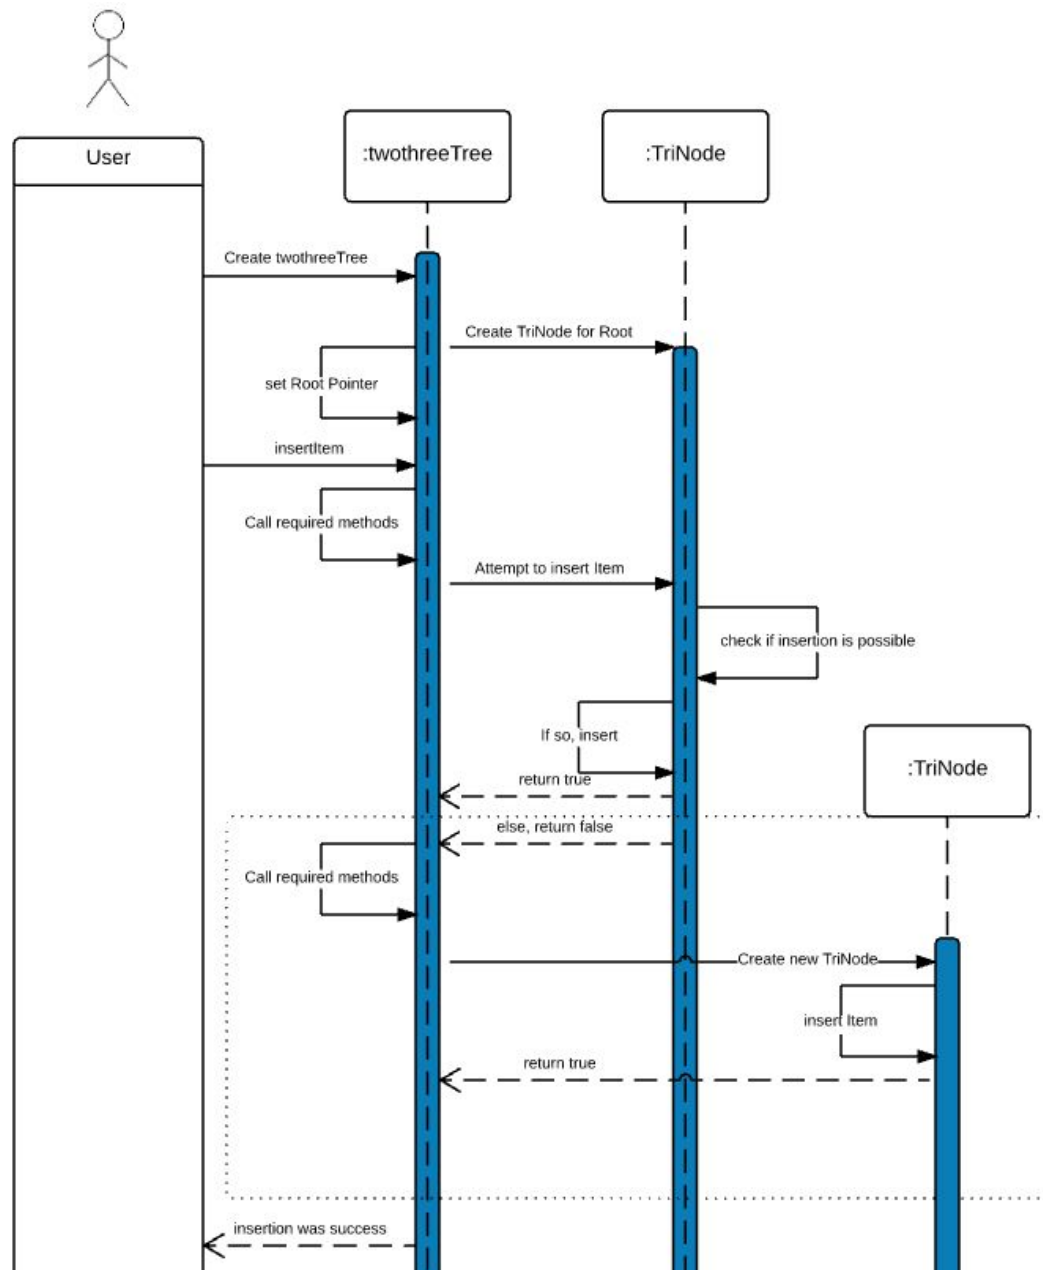 User
:twothreeTree
:TriNode
Create twothreeTree
Create TriNode for Root
set Root Pointer
insertItem
Call required methods
Attempt to insert Item
check if insertion is possible
If so, insert
return true
:TriNode
else, return false
Call required methods
Create new TriNode
insert Item
return true
insertion was success